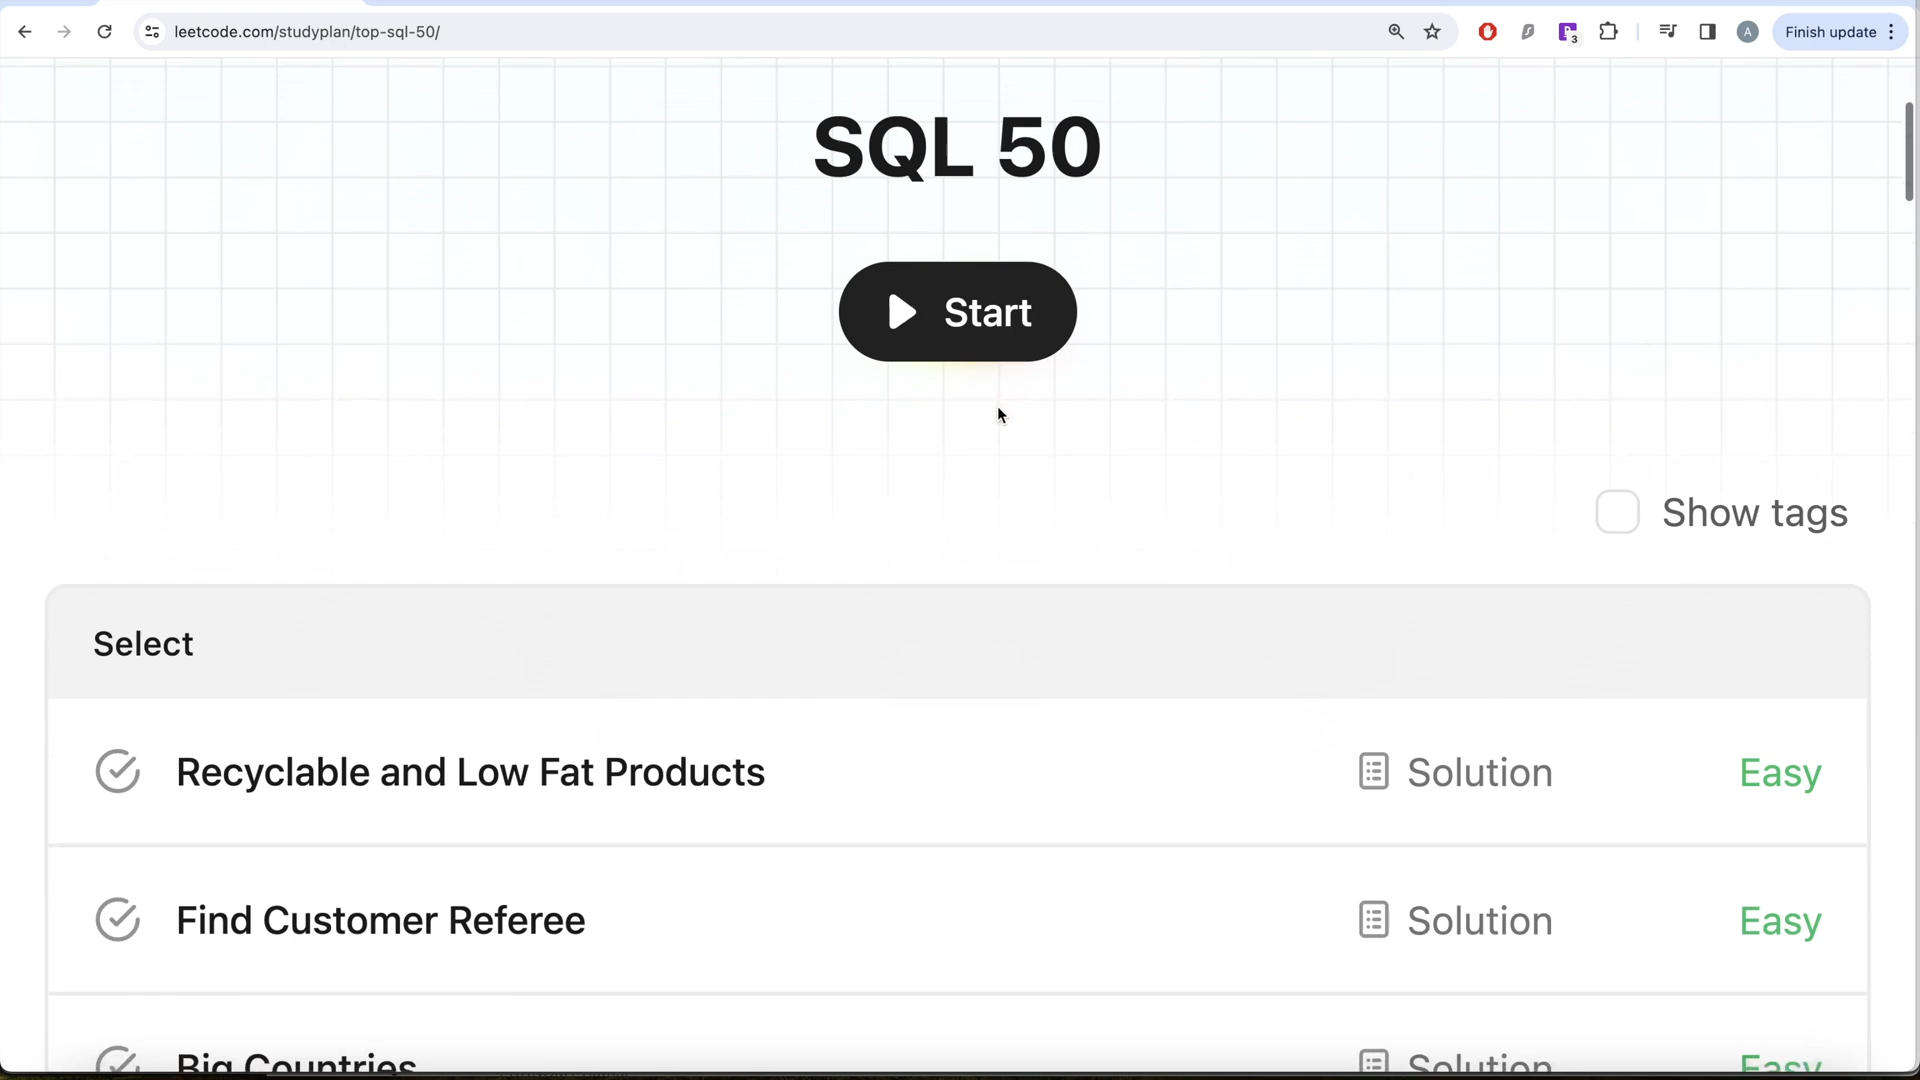 leetcode.com/studyplan/top-sql-50/
3
A
Finish update
SQL 50
Start
Show tags
Select
Recyclable and Low Fat Products Solution Easy
Find Customer Referee Solution Easy
Big Countries Solution Easy